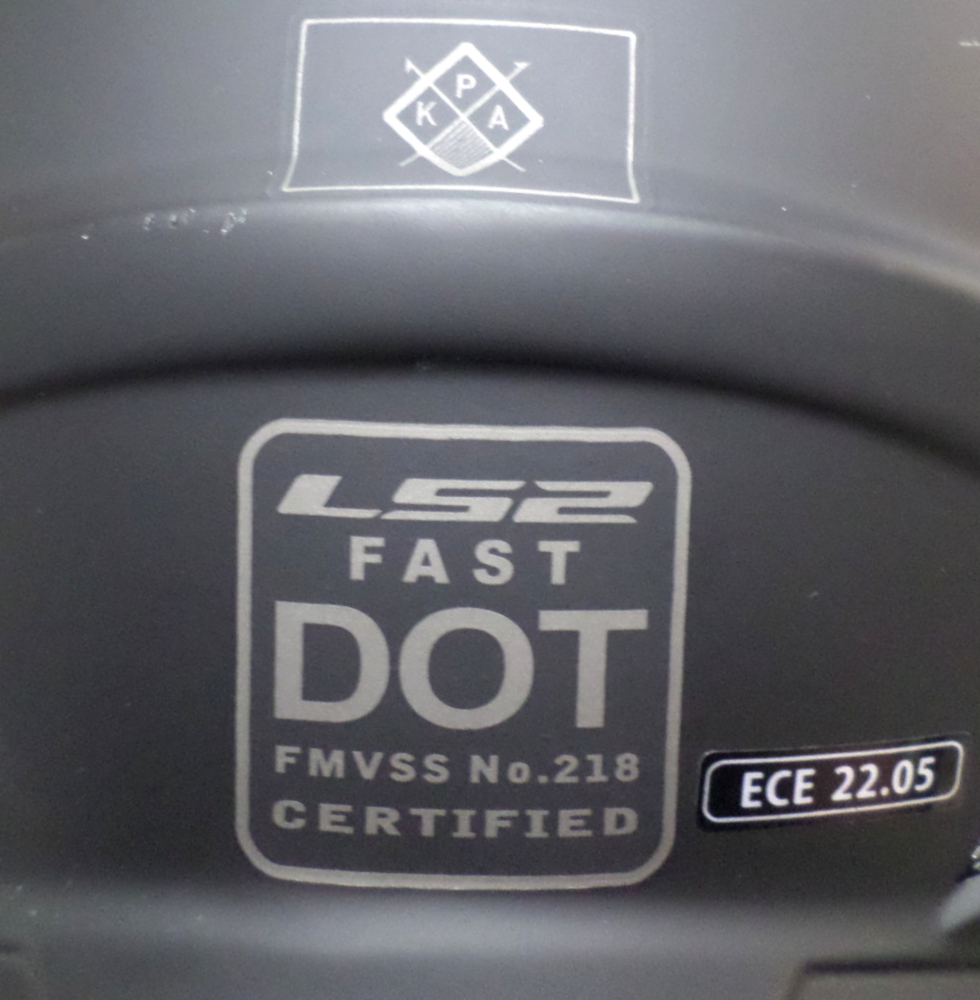 P
K A
LS2
FAST
DOT
FMVSS No.218
CERTIFIED
ECE 22.05